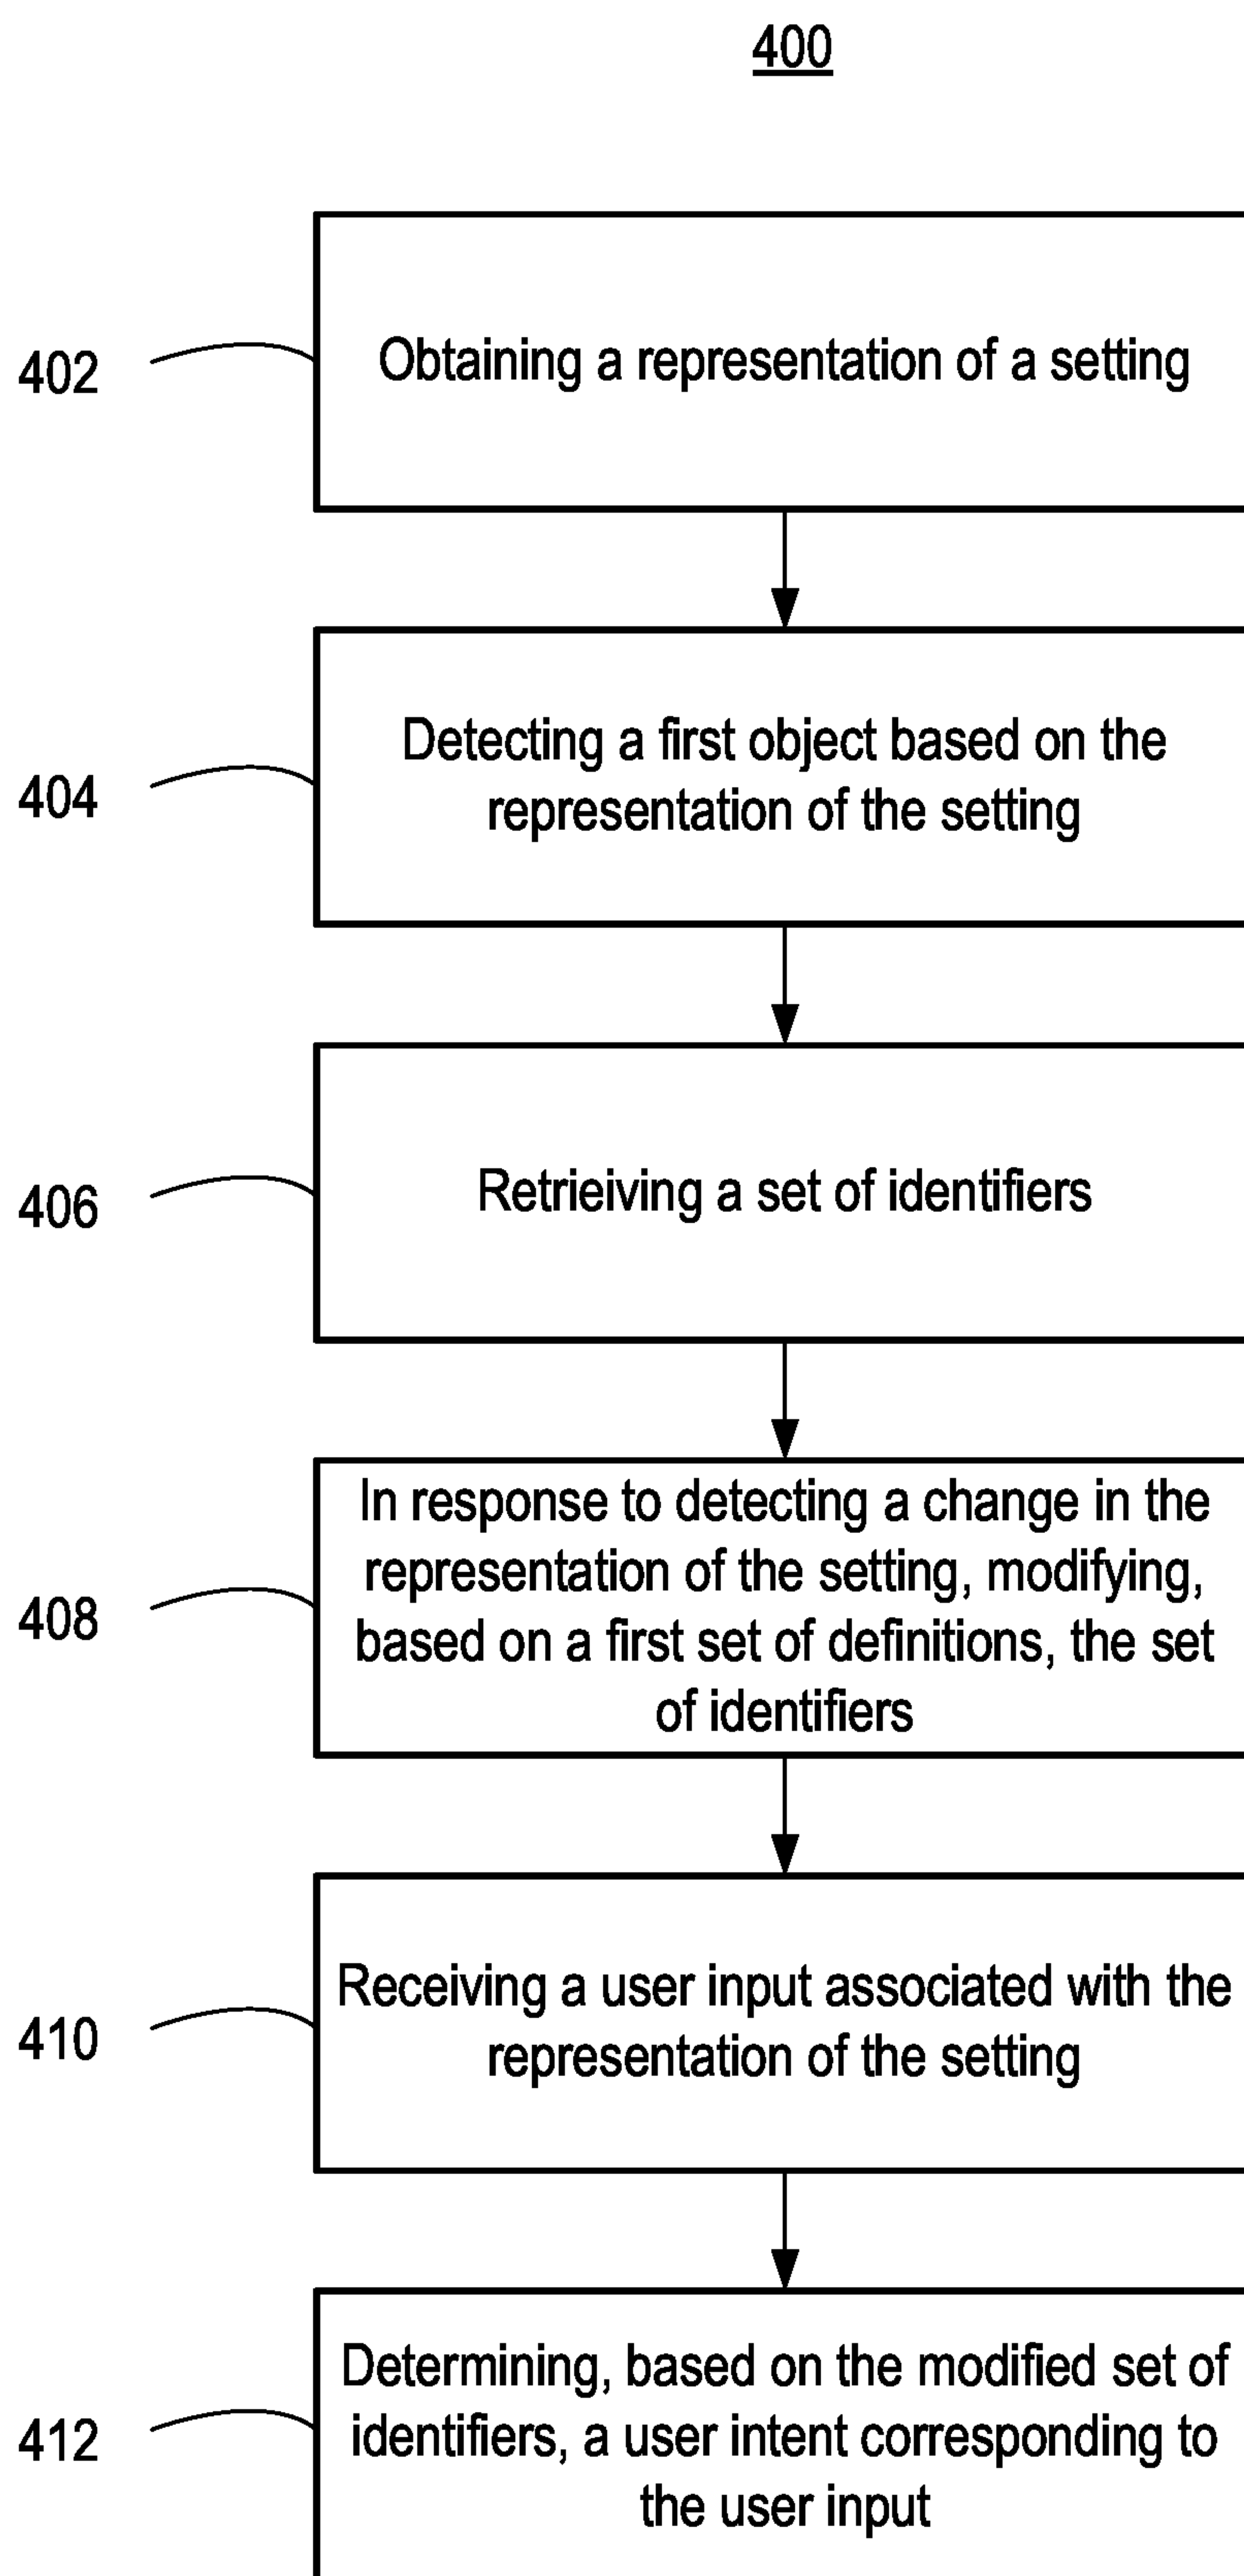 400
402
Obtaining a representation of a setting
404
Detecting a first object based on the
representation of the setting
406
Retrieiving a set of identifiers
408
In response to detecting a change in the
representation of the setting, modifying,
based on a first set of definitions, the set
of identifiers
410
Receiving a user input associated with the
representation of the setting
412
Determining, based on the modified set of
identifiers, a user intent corresponding to
the user input